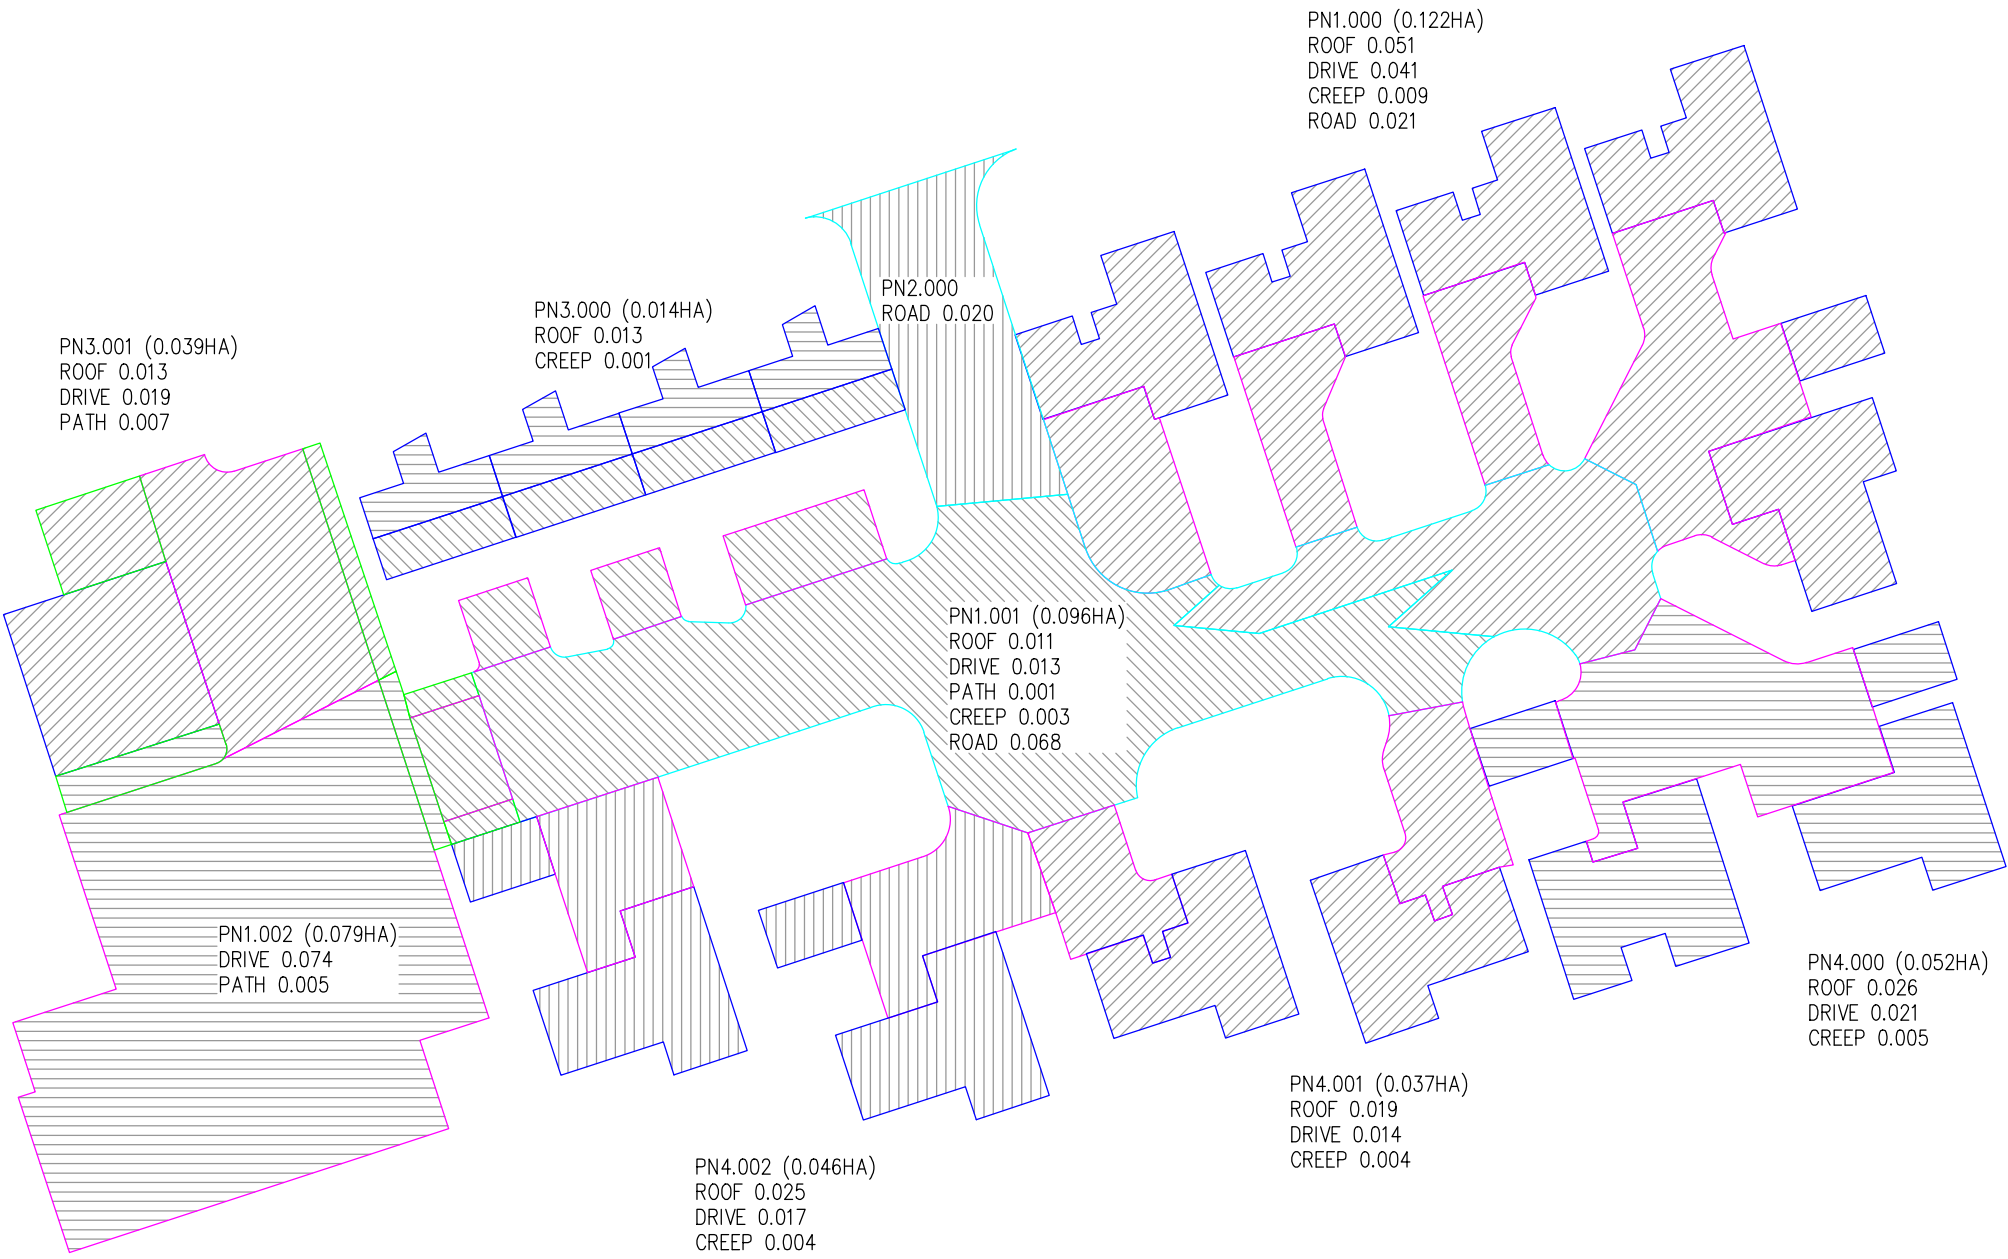 PN1.000 (0.122HA)
ROOF 0.051
DRIVE 0.041
CREEP 0.009
ROAD 0.021
PN2.000
ROAD 0.020
PN3.000 (0.014HA)
ROOF 0.013
CREEP 0.001
PN3.001 (0.039HA)
ROOF 0.013
DRIVE 0.019
PATH 0.007
PN1.001 (0.096HA)
ROOF 0.011
DRIVE 0.013
PATH 0.001
CREEP 0.003
ROAD 0.068
PN1.002 (0.079HA)
DRIVE 0.074
PATH 0.005
PN4.000 (0.052HA)
ROOF 0.026
DRIVE 0.021
CREEP 0.005
PN4.001 (0.037HA)
ROOF 0.019
DRIVE 0.014
CREEP 0.004
PN4.002 (0.046HA)
ROOF 0.025
DRIVE 0.017
CREEP 0.004